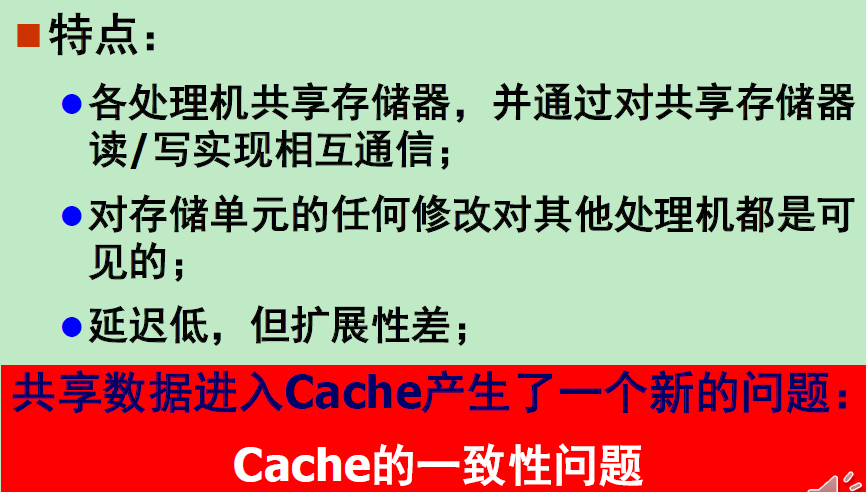 特点：
各处理机共享存储器，并通过对共享存储器
读/写实现相互通信；
对存储单元的任何修改对其他处理机都是可
见的；
延迟低，但扩展性差；
共享数据进入Cache产生了一个新的问题：
Cache的一致性问题